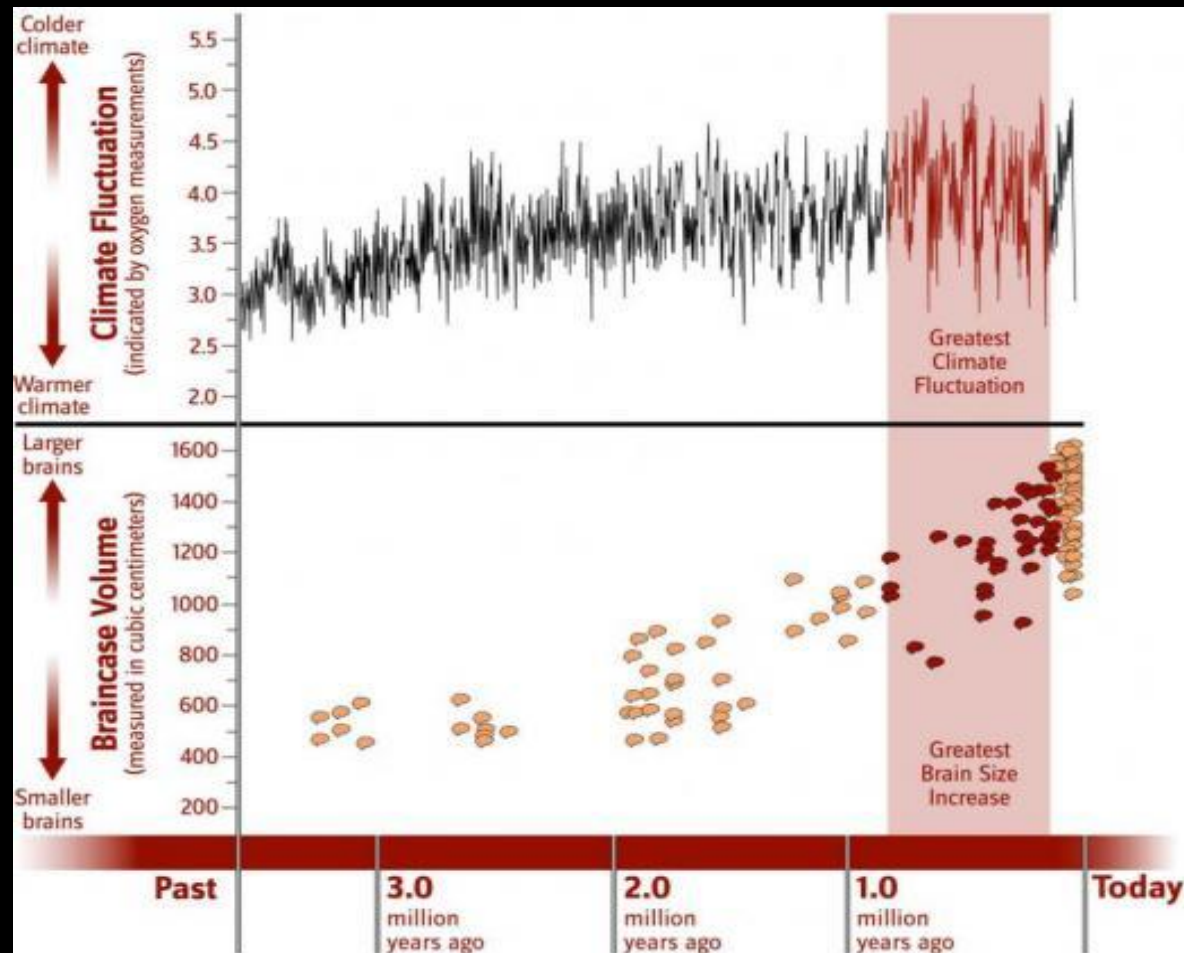 Colder
climate
Climate Fluctuation
(indicated by oxygen measurements)
Warmer
climate
5.5
5.0
4.5
4.0
3.5
3.0
2.5
2.0
Greatest
Climate
Fluctuation
Larger
brains
Braincase Volume
(measured in cubic centimeters)
Smaller
brains
1600
1400
1200
1000
800
600
400
200
Greatest
Brain Size
Increase
Past
3.0
million
years ago
2.0
million
years ago
1.0
million
years ago
Today